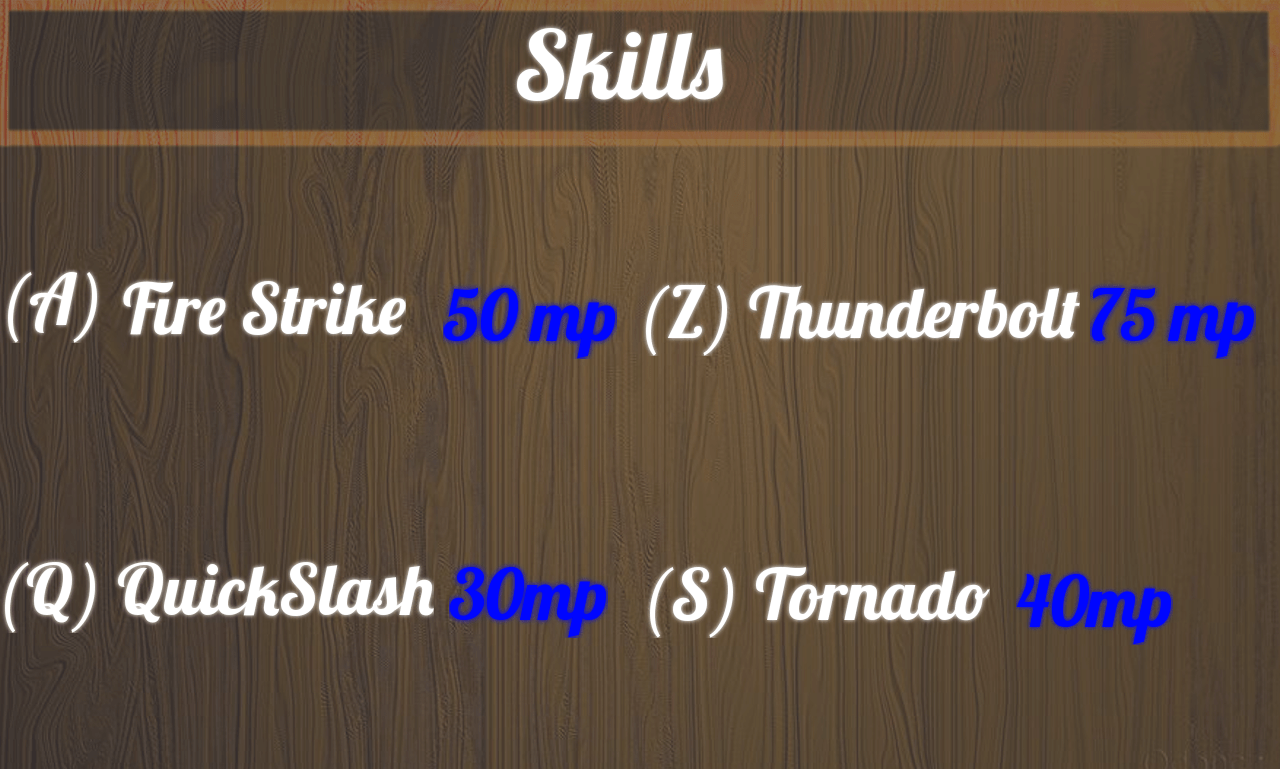 Skills
(A) Fire Strike 50 mp (Z) Thunderbolt 75 mp
(Q) QuickSlash 30mp (S) Tornado 40mp